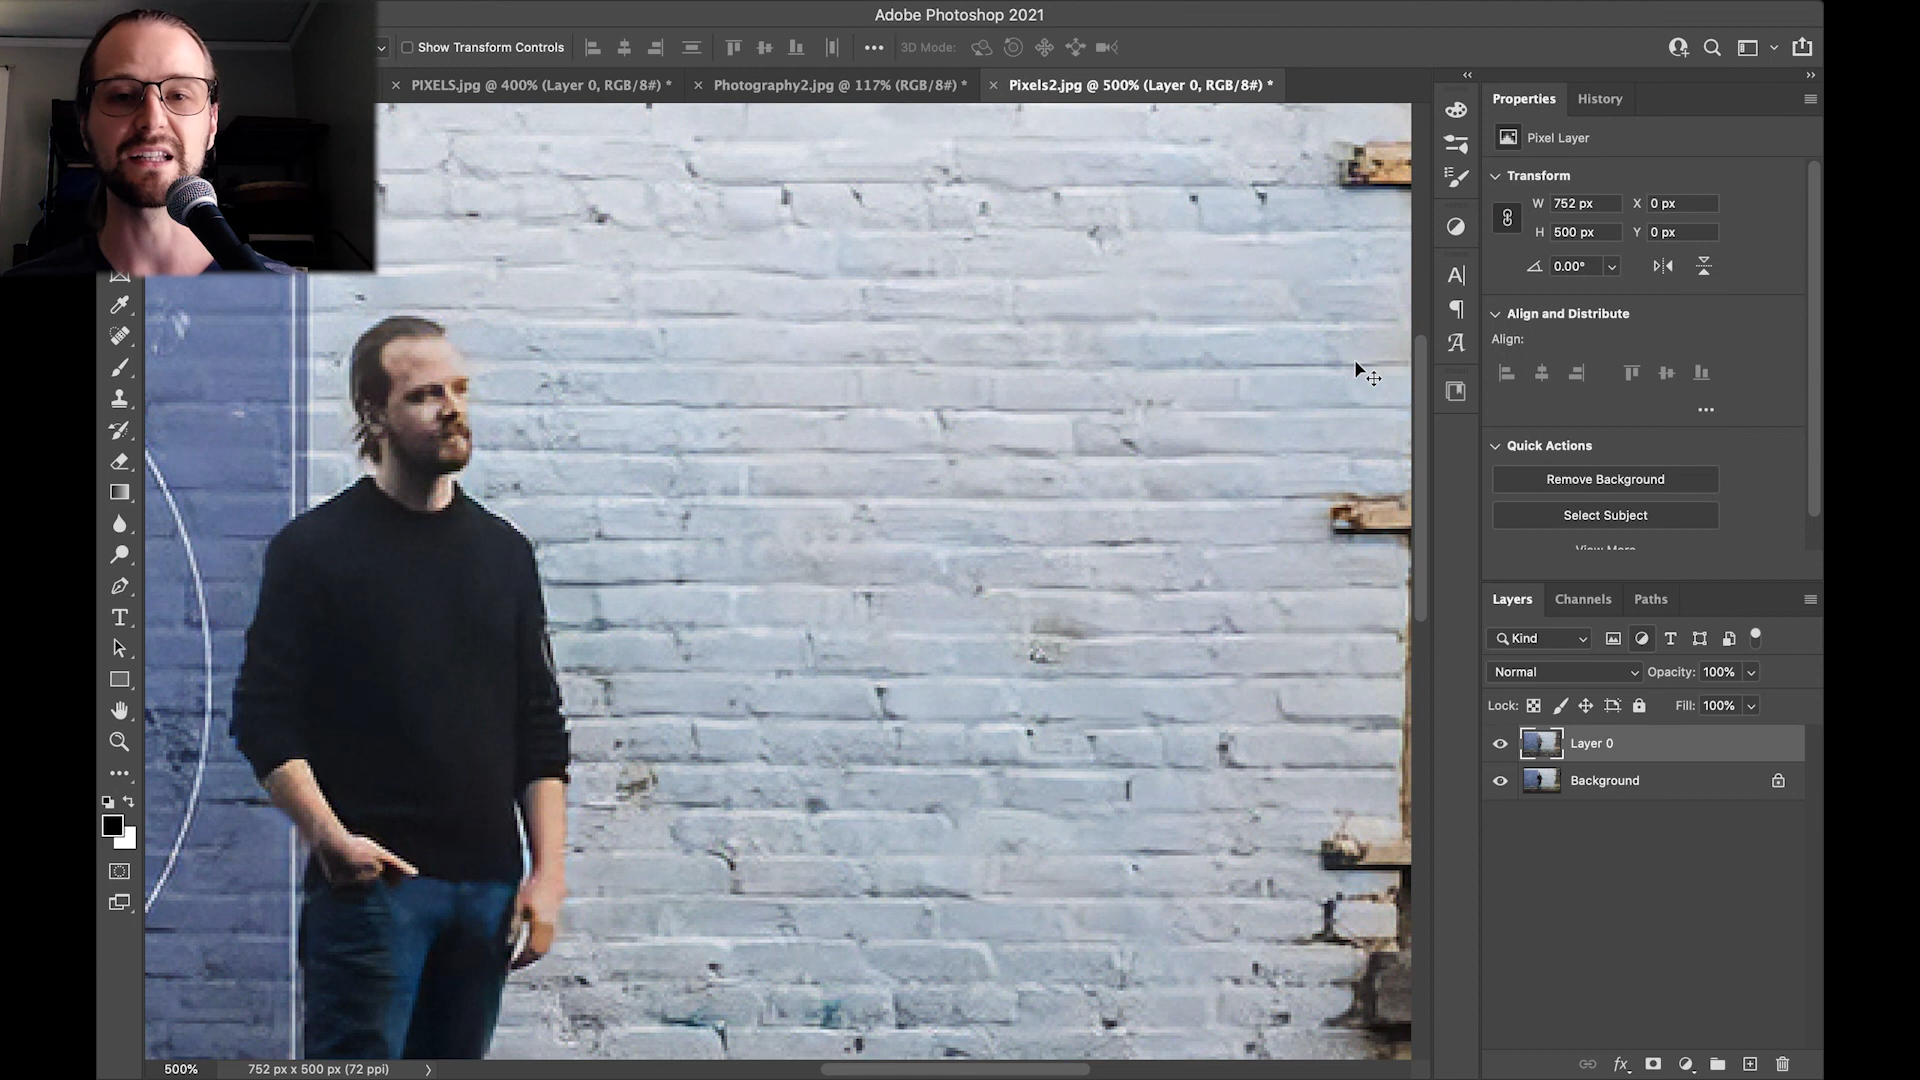 Adobe Photoshop 2021
Show Transform Controls
3D Mode:
PIXELS.jpg @ 400% (Layer 0, RGB/8#) *
Photography2.jpg @ 117% (RGB/8#) *
Pixels2.jpg @ 500% (Layer 0, RGB/8#) *
Properties
History
Pixel Layer
Transform
W 752 px X 0 px
H 500 px Y 0 px
0.00°
Align and Distribute
Align:
Quick Actions
Remove Background
Select Subject
View More
Layers
Channels
Paths
Kind
Normal
Opacity: 100%
Lock:
Fill: 100%
Layer 0
Background
500%
752 px x 500 px (72 ppi)